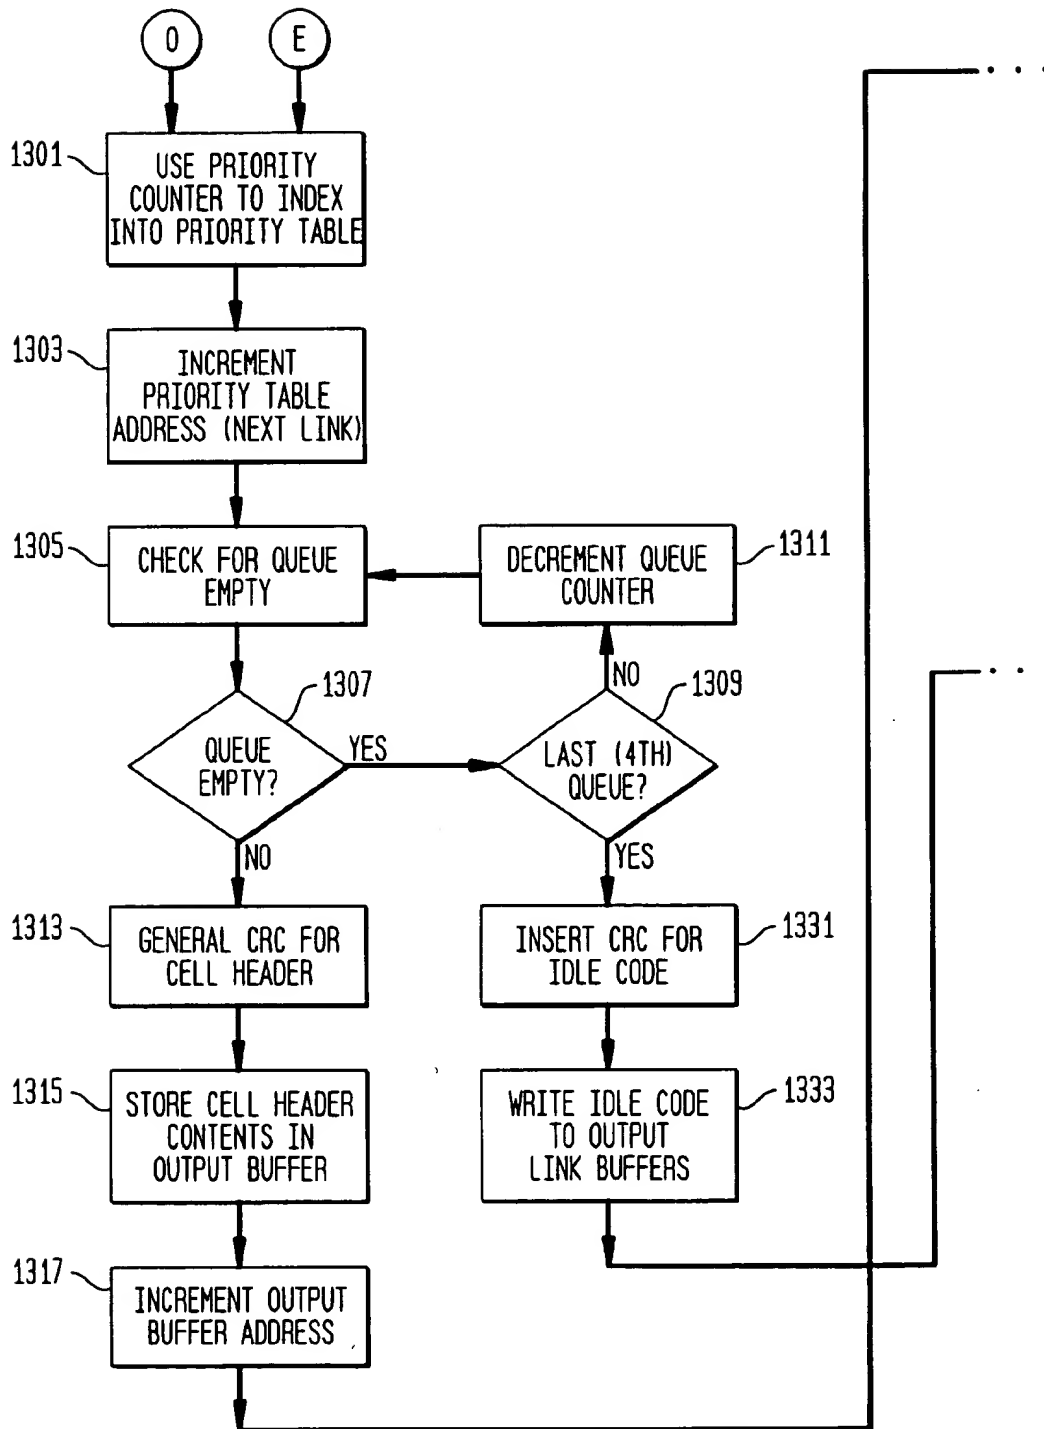 O
E
1301
USE PRIORITY
COUNTER TO INDEX
INTO PRIORITY TABLE
1303
INCREMENT
PRIORITY TABLE
ADDRESS (NEXT LINK)
1305
CHECK FOR QUEUE
EMPTY
DECREMENT QUEUE
COUNTER
1311
1307
QUEUE
EMPTY?
YES
NO
1309
LAST (4TH)
QUEUE?
NO
YES
1313
GENERAL CRC FOR
CELL HEADER
INSERT CRC FOR
IDLE CODE
1331
1315
STORE CELL HEADER
CONTENTS IN
OUTPUT BUFFER
WRITE IDLE CODE
TO OUTPUT
LINK BUFFERS
1333
1317
INCREMENT OUTPUT
BUFFER ADDRESS